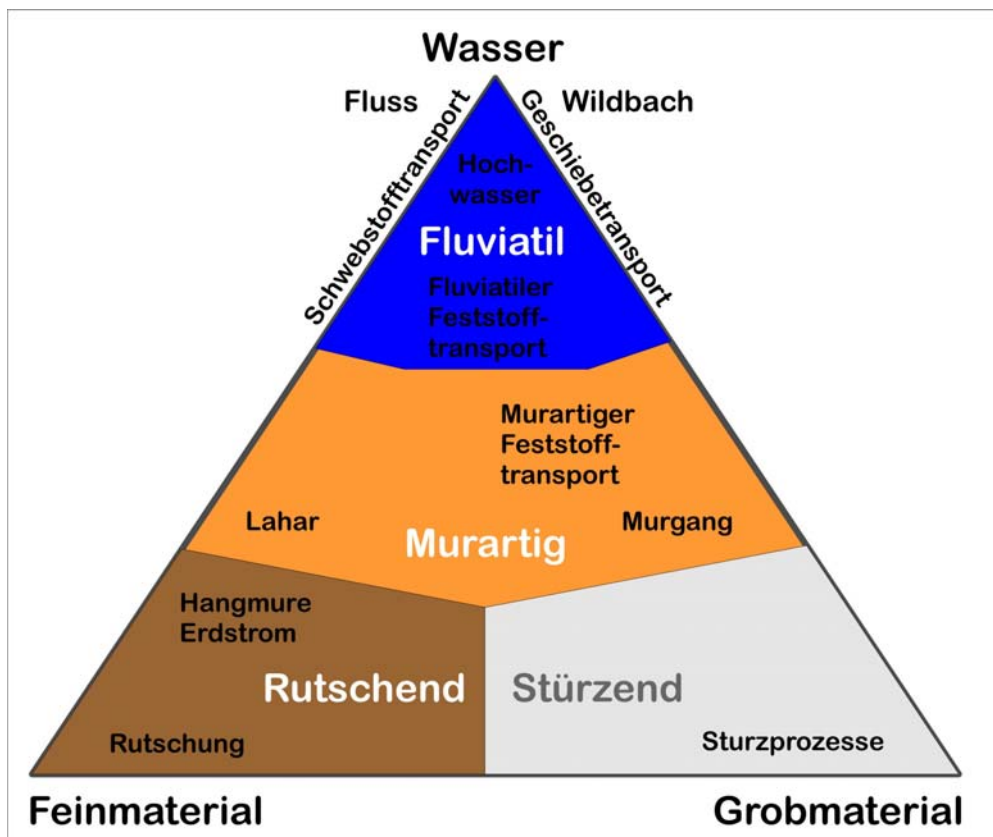 Wasser
Fluss
Wildbach
Schwebstofftransport
Geschiebetransport
Hoch-
wasser
Fluviatil
Fluviatiler
Feststoff-
transport
Murartiger
Feststoff-
transport
Lahar
Murgang
Murartig
Hangmure
Erdstrom
Rutschend
Stürzend
Rutschung
Sturzprozesse
Feinmaterial
Grobmaterial